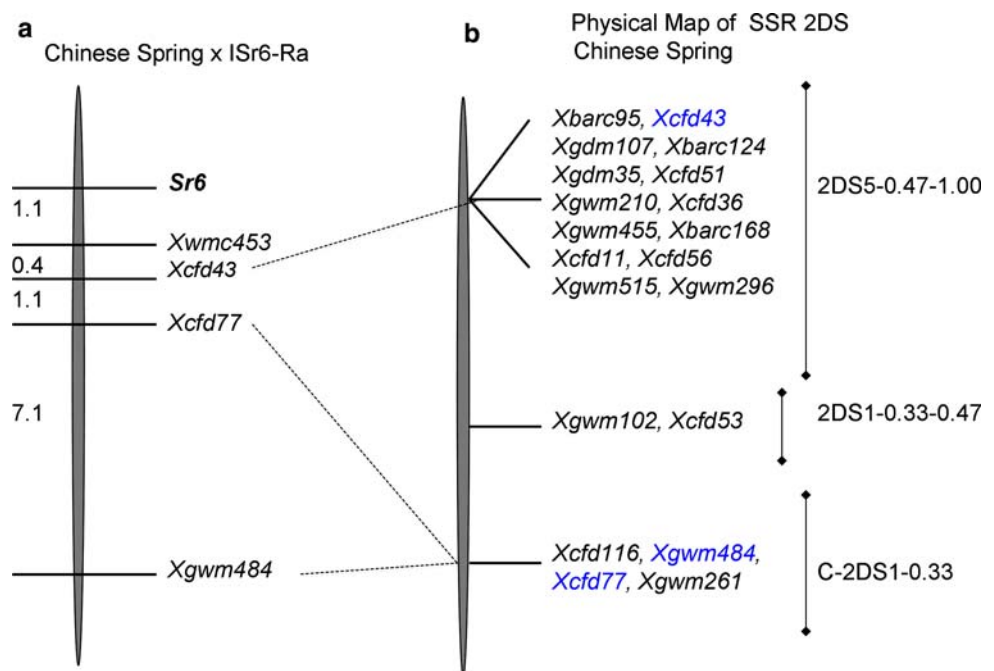 a
Chinese Spring x ISr6-Ra
Sr6
1.1
Xwmc453
0.4
Xcfd43
1.1
Xcfd77
7.1
Xgwm484
b
Physical Map of SSR 2DS
Chinese Spring
Xbarc95, Xcfd43
Xgdm107, Xbarc124
Xgdm35, Xcfd51
Xgwm210, Xcfd36
Xgwm455, Xbarc168
Xcfd11, Xcfd56
Xgwm515, Xgwm296
2DS5-0.47-1.00
Xgwm102, Xcfd53
2DS1-0.33-0.47
Xcfd116, Xgwm484,
Xcfd77, Xgwm261
C-2DS1-0.33